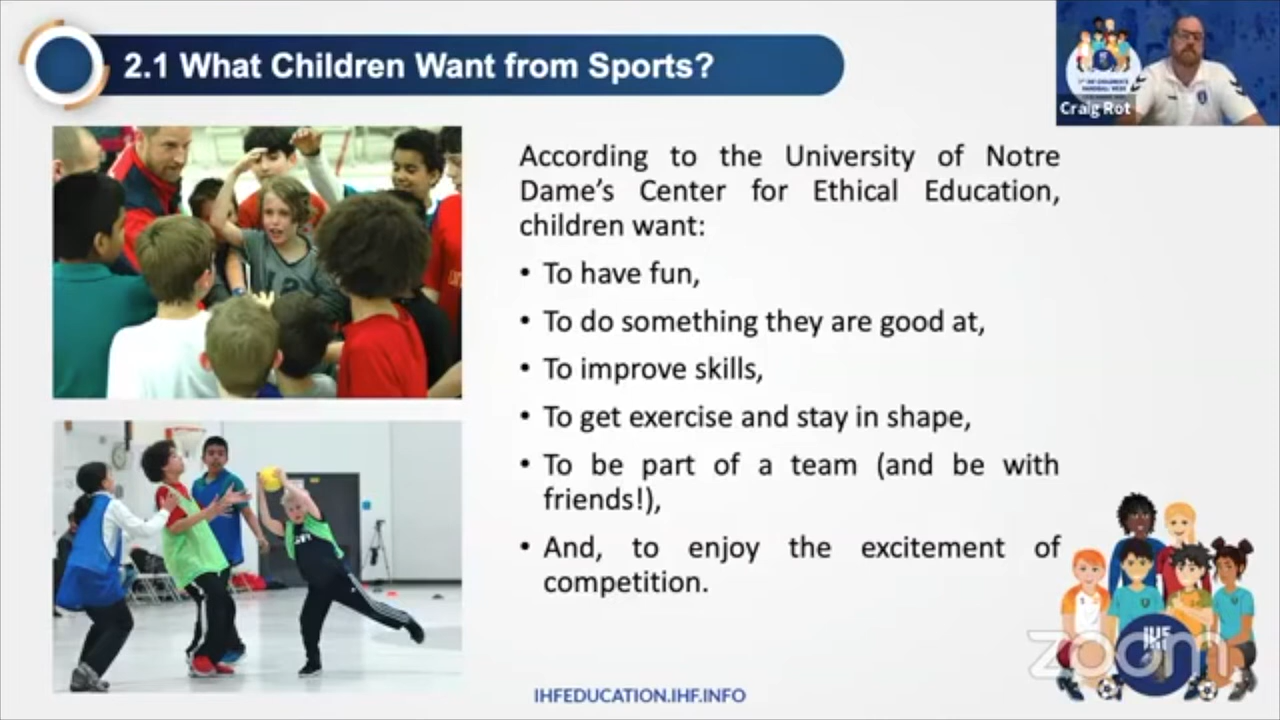 2.1 What Children Want from Sports?
Craig Rot
According to the University of Notre
Dame's Center for Ethical Education,
children want:
• To have fun,
• To do something they are good at,
• To improve skills,
• To get exercise and stay in shape,
• To be part of a team (and be with
friends!),
• And, to enjoy the excitement of
competition.
IHF
zoom
IHFEDUCATION.IHF.INFO